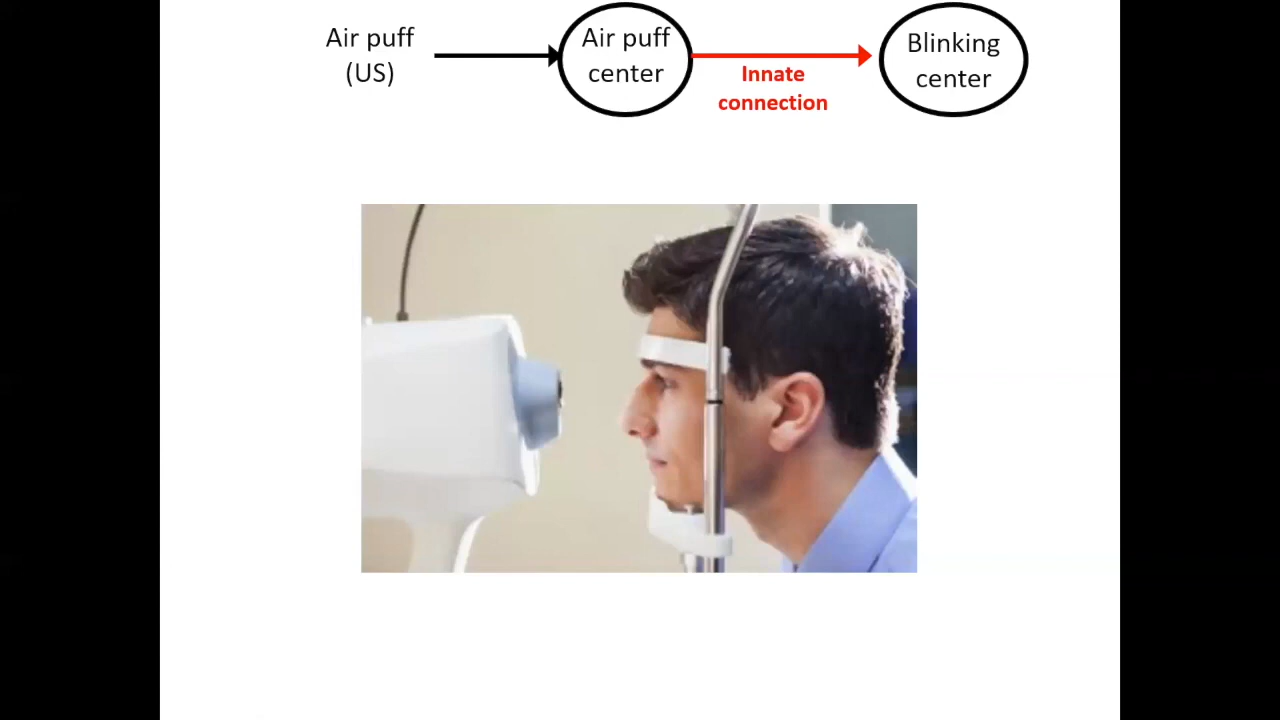 Air puff
(US)
Air puff
center
Innate
connection
Blinking
center